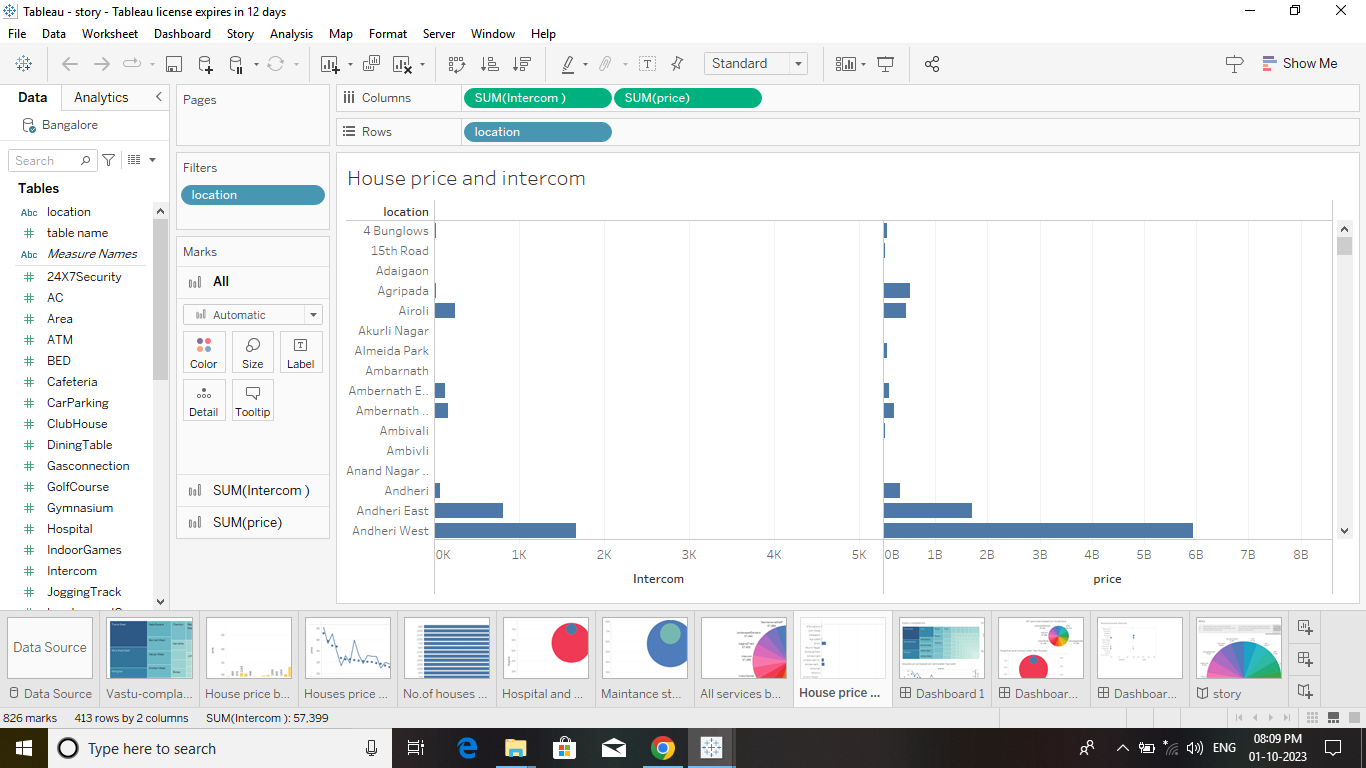 Tableau - story - Tableau license expires in 12 days
File Data Worksheet Dashboard Story Analysis Map Format Server Window Help
Standard
Show Me
Data Analytics
Bangalore
Search
Tables
Abc location
# table name
Abc Measure Names
# 24X7Security
# AC
# Area
# ATM
# BED
# Cafeteria
# CarParking
# ClubHouse
# DiningTable
# Gasconnection
# GolfCourse
# Gymnasium
# Hospital
# IndoorGames
# Intercom
# JoggingTrack
Pages
Filters
location
Marks
All
Automatic
Color Size Label
Detail Tooltip
SUM(Intercom )
SUM(price)
Columns SUM(Intercom ) SUM(price)
Rows location
House price and intercom
location
4 Bunglows
15th Road
Adaigaon
Agripada
Airoli
Akurli Nagar
Almeida Park
Ambarnath
Ambernath E..
Ambernath ..
Ambivali
Ambivli
Anand Nagar ..
Andheri
Andheri East
Andheri West
0K 1K 2K 3K 4K 5K 0B 1B 2B 3B 4B 5B 6B 7B 8B
Intercom price
Data Source
Data Source Vastu-compla... House price b... Houses price ... No.of houses ... Hospital and ... Maintance st... All services b... House price ... Dashboard 1 Dashboar... Dashboar... story
826 marks 413 rows by 2 columns SUM(Intercom ): 57,399
Type here to search
ENG
08:09 PM
01-10-2023